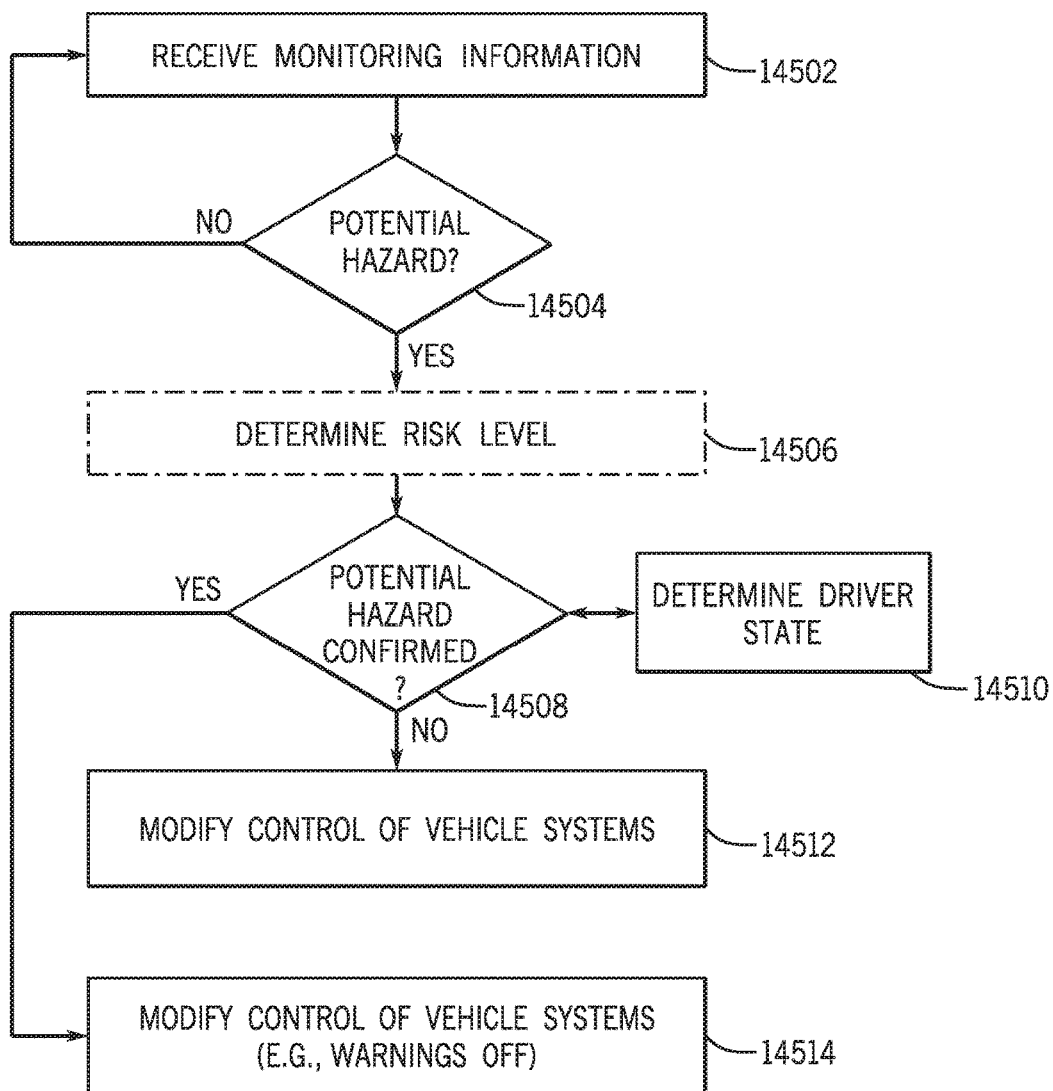 RECEIVE MONITORING INFORMATION
14502
NO
POTENTIAL
HAZARD?
14504
YES
DETERMINE RISK LEVEL
14506
YES
POTENTIAL
HAZARD
CONFIRMED
?
14508
DETERMINE DRIVER
STATE
14510
NO
MODIFY CONTROL OF VEHICLE SYSTEMS
14512
MODIFY CONTROL OF VEHICLE SYSTEMS
(E.G., WARNINGS OFF)
14514